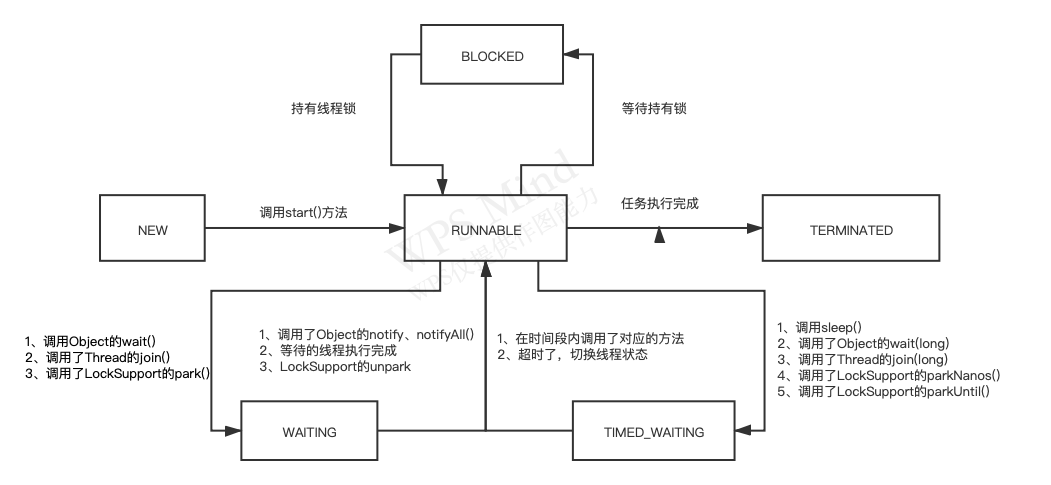 BLOCKED
持有线程锁
等待持有锁
NEW
调用start()方法
RUNNABLE
任务执行完成
TERMINATED
WPS Mind
WPS仅提供作图能力
1、调用Object的wait()
2、调用了Thread的join()
3、调用了LockSupport的park()
1、调用了Object的notify、notifyAll()
2、等待的线程执行完成
3、LockSupport的unpark
1、在时间段内调用了对应的方法
2、超时了，切换线程状态
1、调用sleep()
2、调用了Object的wait(long)
3、调用了Thread的join(long)
4、调用了LockSupport的parkNanos()
5、调用了LockSupport的parkUntil()
WAITING
TIMED_WAITING